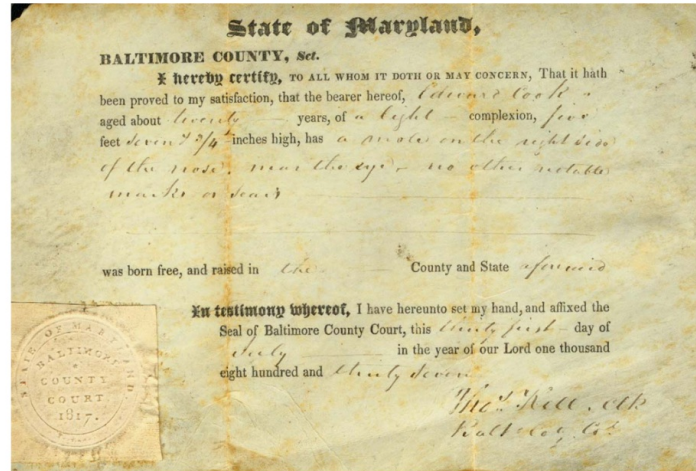 State of Maryland,
BALTIMORE COUNTY, Sct.
I hereby certify, TO ALL WHOM IT DOTH OR MAY CONCERN, That it hath
been proved to my satisfaction, that the bearer hereof, Edward Cook
aged about twenty years, of a light complexion, five
feet seven & 3/4 inches high, has a mole on the right side
of the nose, near the eye — no other notable
marks or scars
was born free, and raised in the County and State aforesaid
In testimony whereof, I have hereunto set my hand, and affixed the
Seal of Baltimore County Court, this thirty first day of
July in the year of our Lord one thousand
eight hundred and thirty seven
Thos. Kell, Clk
Balt. Coy. Ct.
STATE OF MARYLAND
BALTIMORE
COUNTY
COURT.
1817.